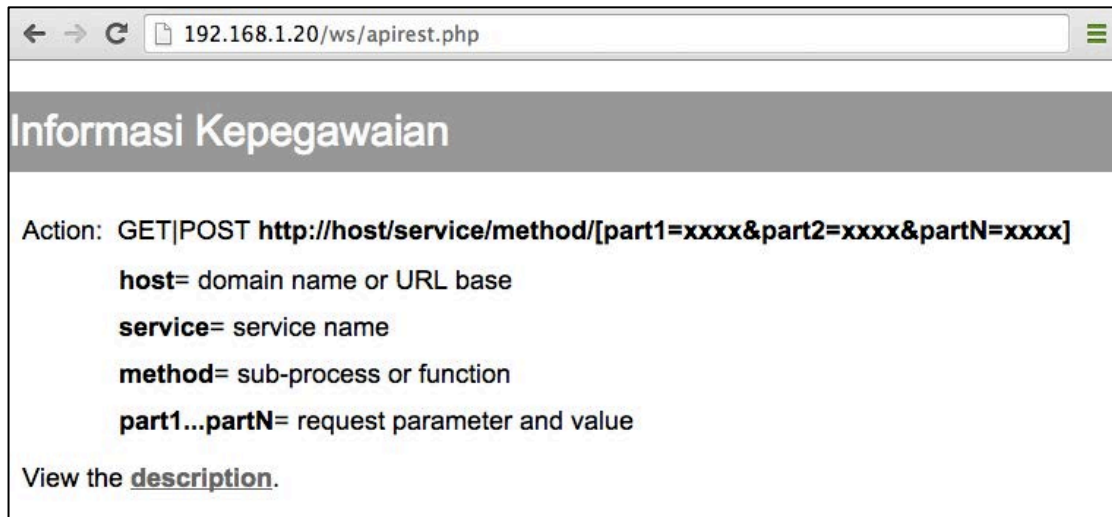 192.168.1.20/ws/apirest.php
Informasi Kepegawaian
Action: GET|POST http://host/service/method/[part1=xxxx&part2=xxxx&partN=xxxx]
host= domain name or URL base
service= service name
method= sub-process or function
part1...partN= request parameter and value
View the description.